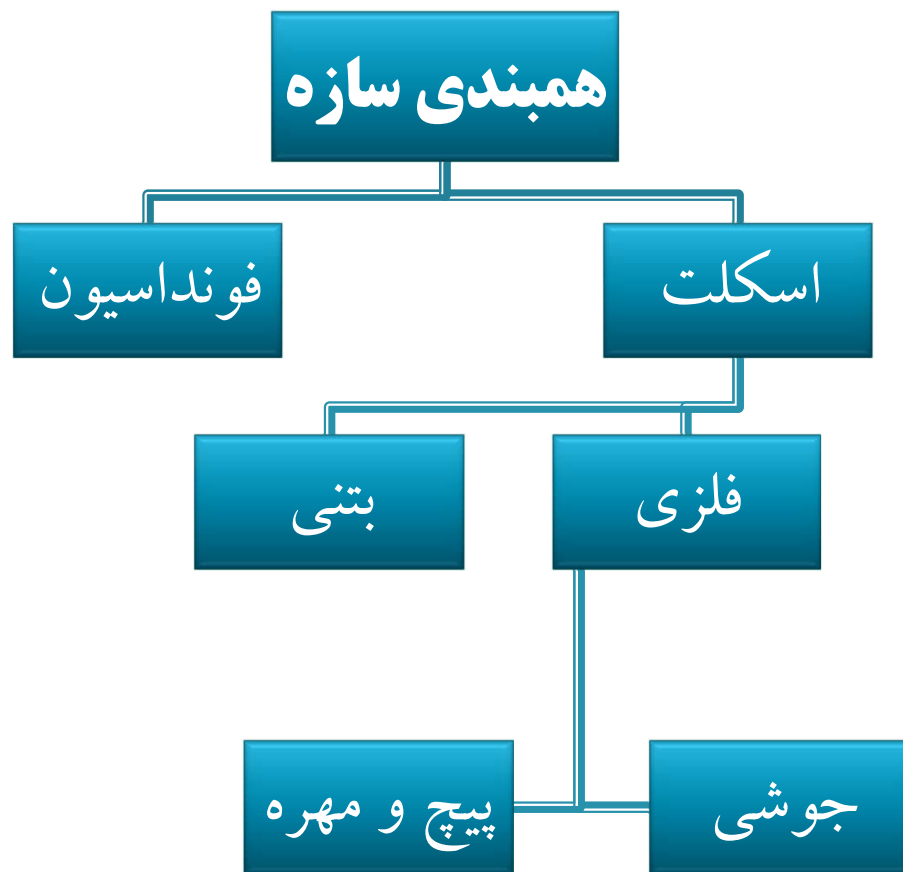 همبندی سازه
اسکلت
فونداسیون
فلزی
بتنی
جوشی
پیچ و مهره